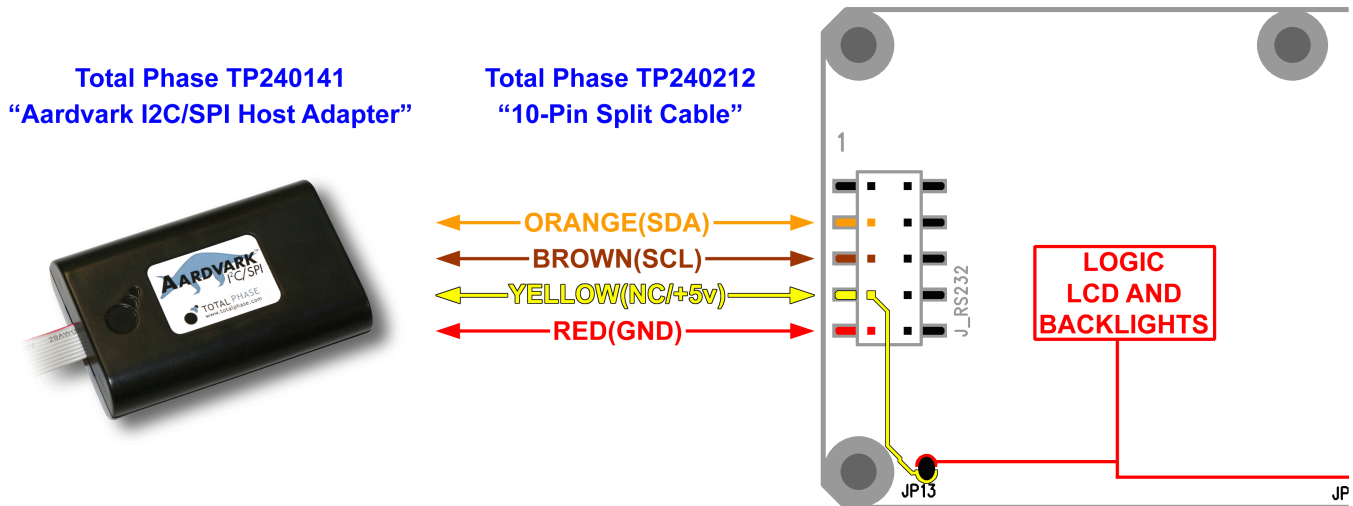 Total Phase TP240141
“Aardvark I2C/SPI Host Adapter”
Total Phase TP240212
“10-Pin Split Cable”
1
ORANGE(SDA)
BROWN(SCL)
YELLOW(NC/+5v)
RED(GND)
J_RS232
LOGIC
LCD AND
BACKLIGHTS
JP13
JP
AARDVARK™
I²C/SPI
TOTAL PHASE
www.totalphase.com